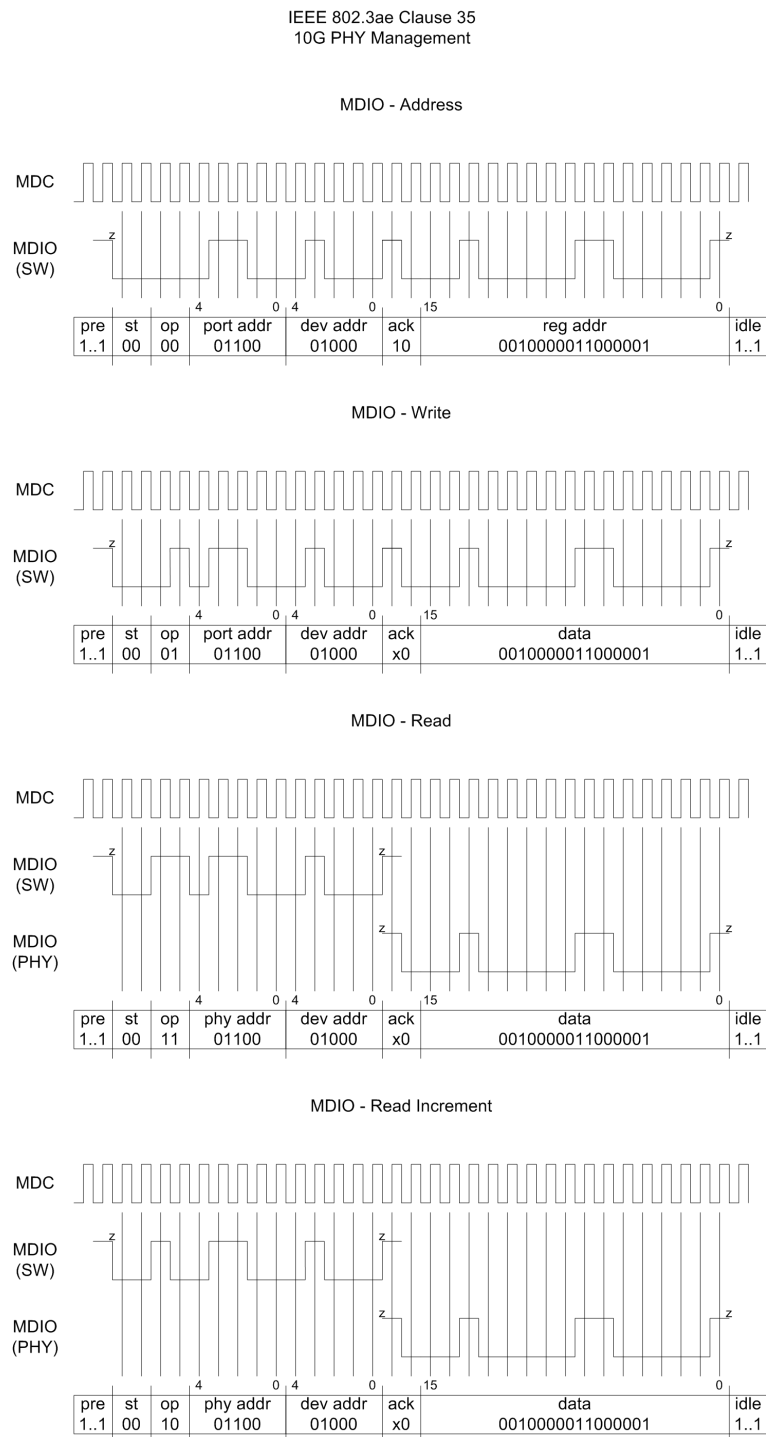 IEEE 802.3ae Clause 35
10G PHY Management
MDIO - Address
MDC
z z
MDIO
(SW)
4 0 4 0 15 0
pre st op port addr dev addr ack reg addr idle
1..1 00 00 01100 01000 10 0010000011000001 1..1
MDIO - Write
MDC
z z
MDIO
(SW)
4 0 4 0 15 0
pre st op port addr dev addr ack data idle
1..1 00 01 01100 01000 x0 0010000011000001 1..1
MDIO - Read
MDC
z z
MDIO
(SW)
z z
MDIO
(PHY)
4 0 4 0 15 0
pre st op phy addr dev addr ack data idle
1..1 00 11 01100 01000 x0 0010000011000001 1..1
MDIO - Read Increment
MDC
z z
MDIO
(SW)
z z
MDIO
(PHY)
4 0 4 0 15 0
pre st op phy addr dev addr ack data idle
1..1 00 10 01100 01000 x0 0010000011000001 1..1